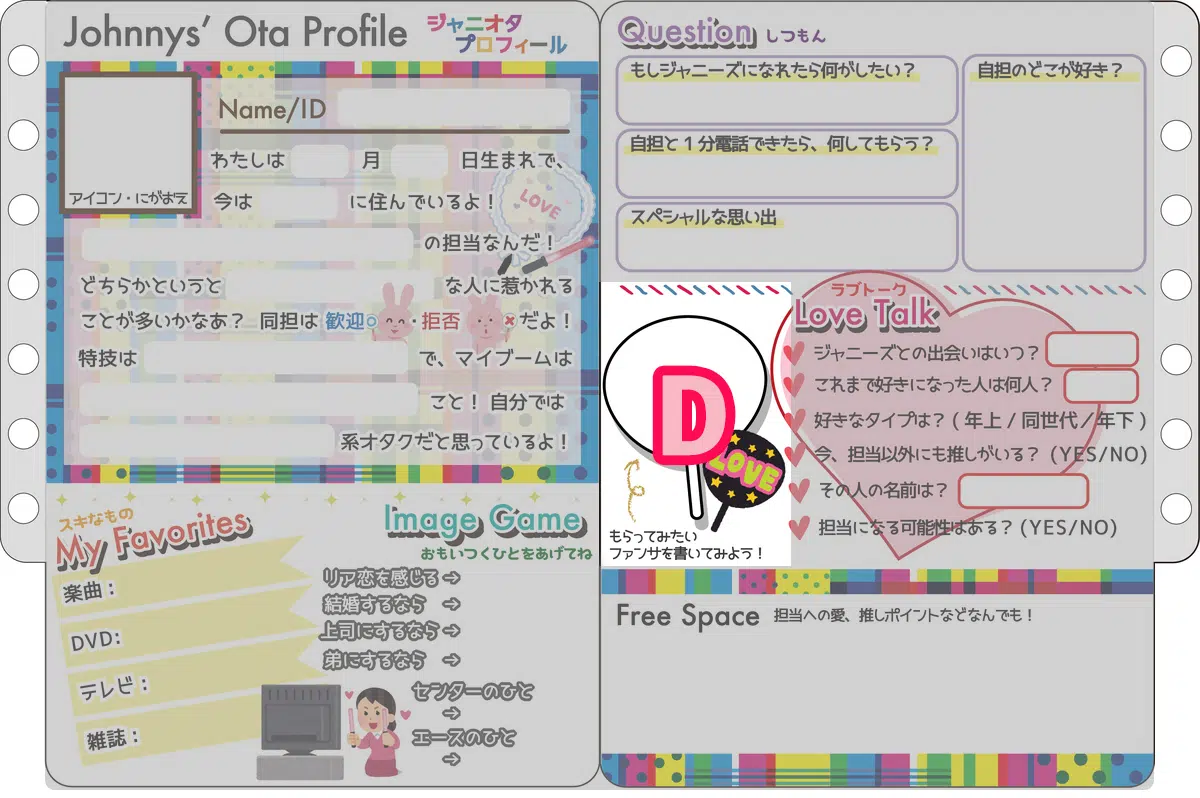 Johnnys' Ota Profile
ジャニオタ
プロフィール
Name/ID
アイコン・にがおえ
わたしは 月 日生まれで、
今は に住んでいるよ！
LOVE
の担当なんだ！
どちらかというと な人に惹かれる
ことが多いかなあ？ 同担は 歓迎○・拒否×だよ！
特技は で、マイブームは
こと！ 自分では
系オタクだと思っているよ！
スキなもの
My Favorites
楽曲：
DVD:
テレビ：
雑誌：
Image Game
おもいつくひとをあげてね
リア恋を感じる→
結婚するなら →
上司にするなら→
弟にするなら →
センターのひと
→
エースのひと
→
Question しつもん
もしジャニーズになれたら何がしたい？
自担と1分電話できたら、何してもらう？
スペシャルな思い出
自担のどこが好き？
D
LOVE
もらってみたい
ファンサを書いてみよう！
ラブトーク
Love Talk
ジャニーズとの出会いはいつ？
これまで好きになった人は何人？
好きなタイプは？(年上/同世代/年下)
今、担当以外にも推しがいる？(YES/NO)
その人の名前は？
担当になる可能性はある？(YES/NO)
Free Space 担当への愛、推しポイントなどなんでも！